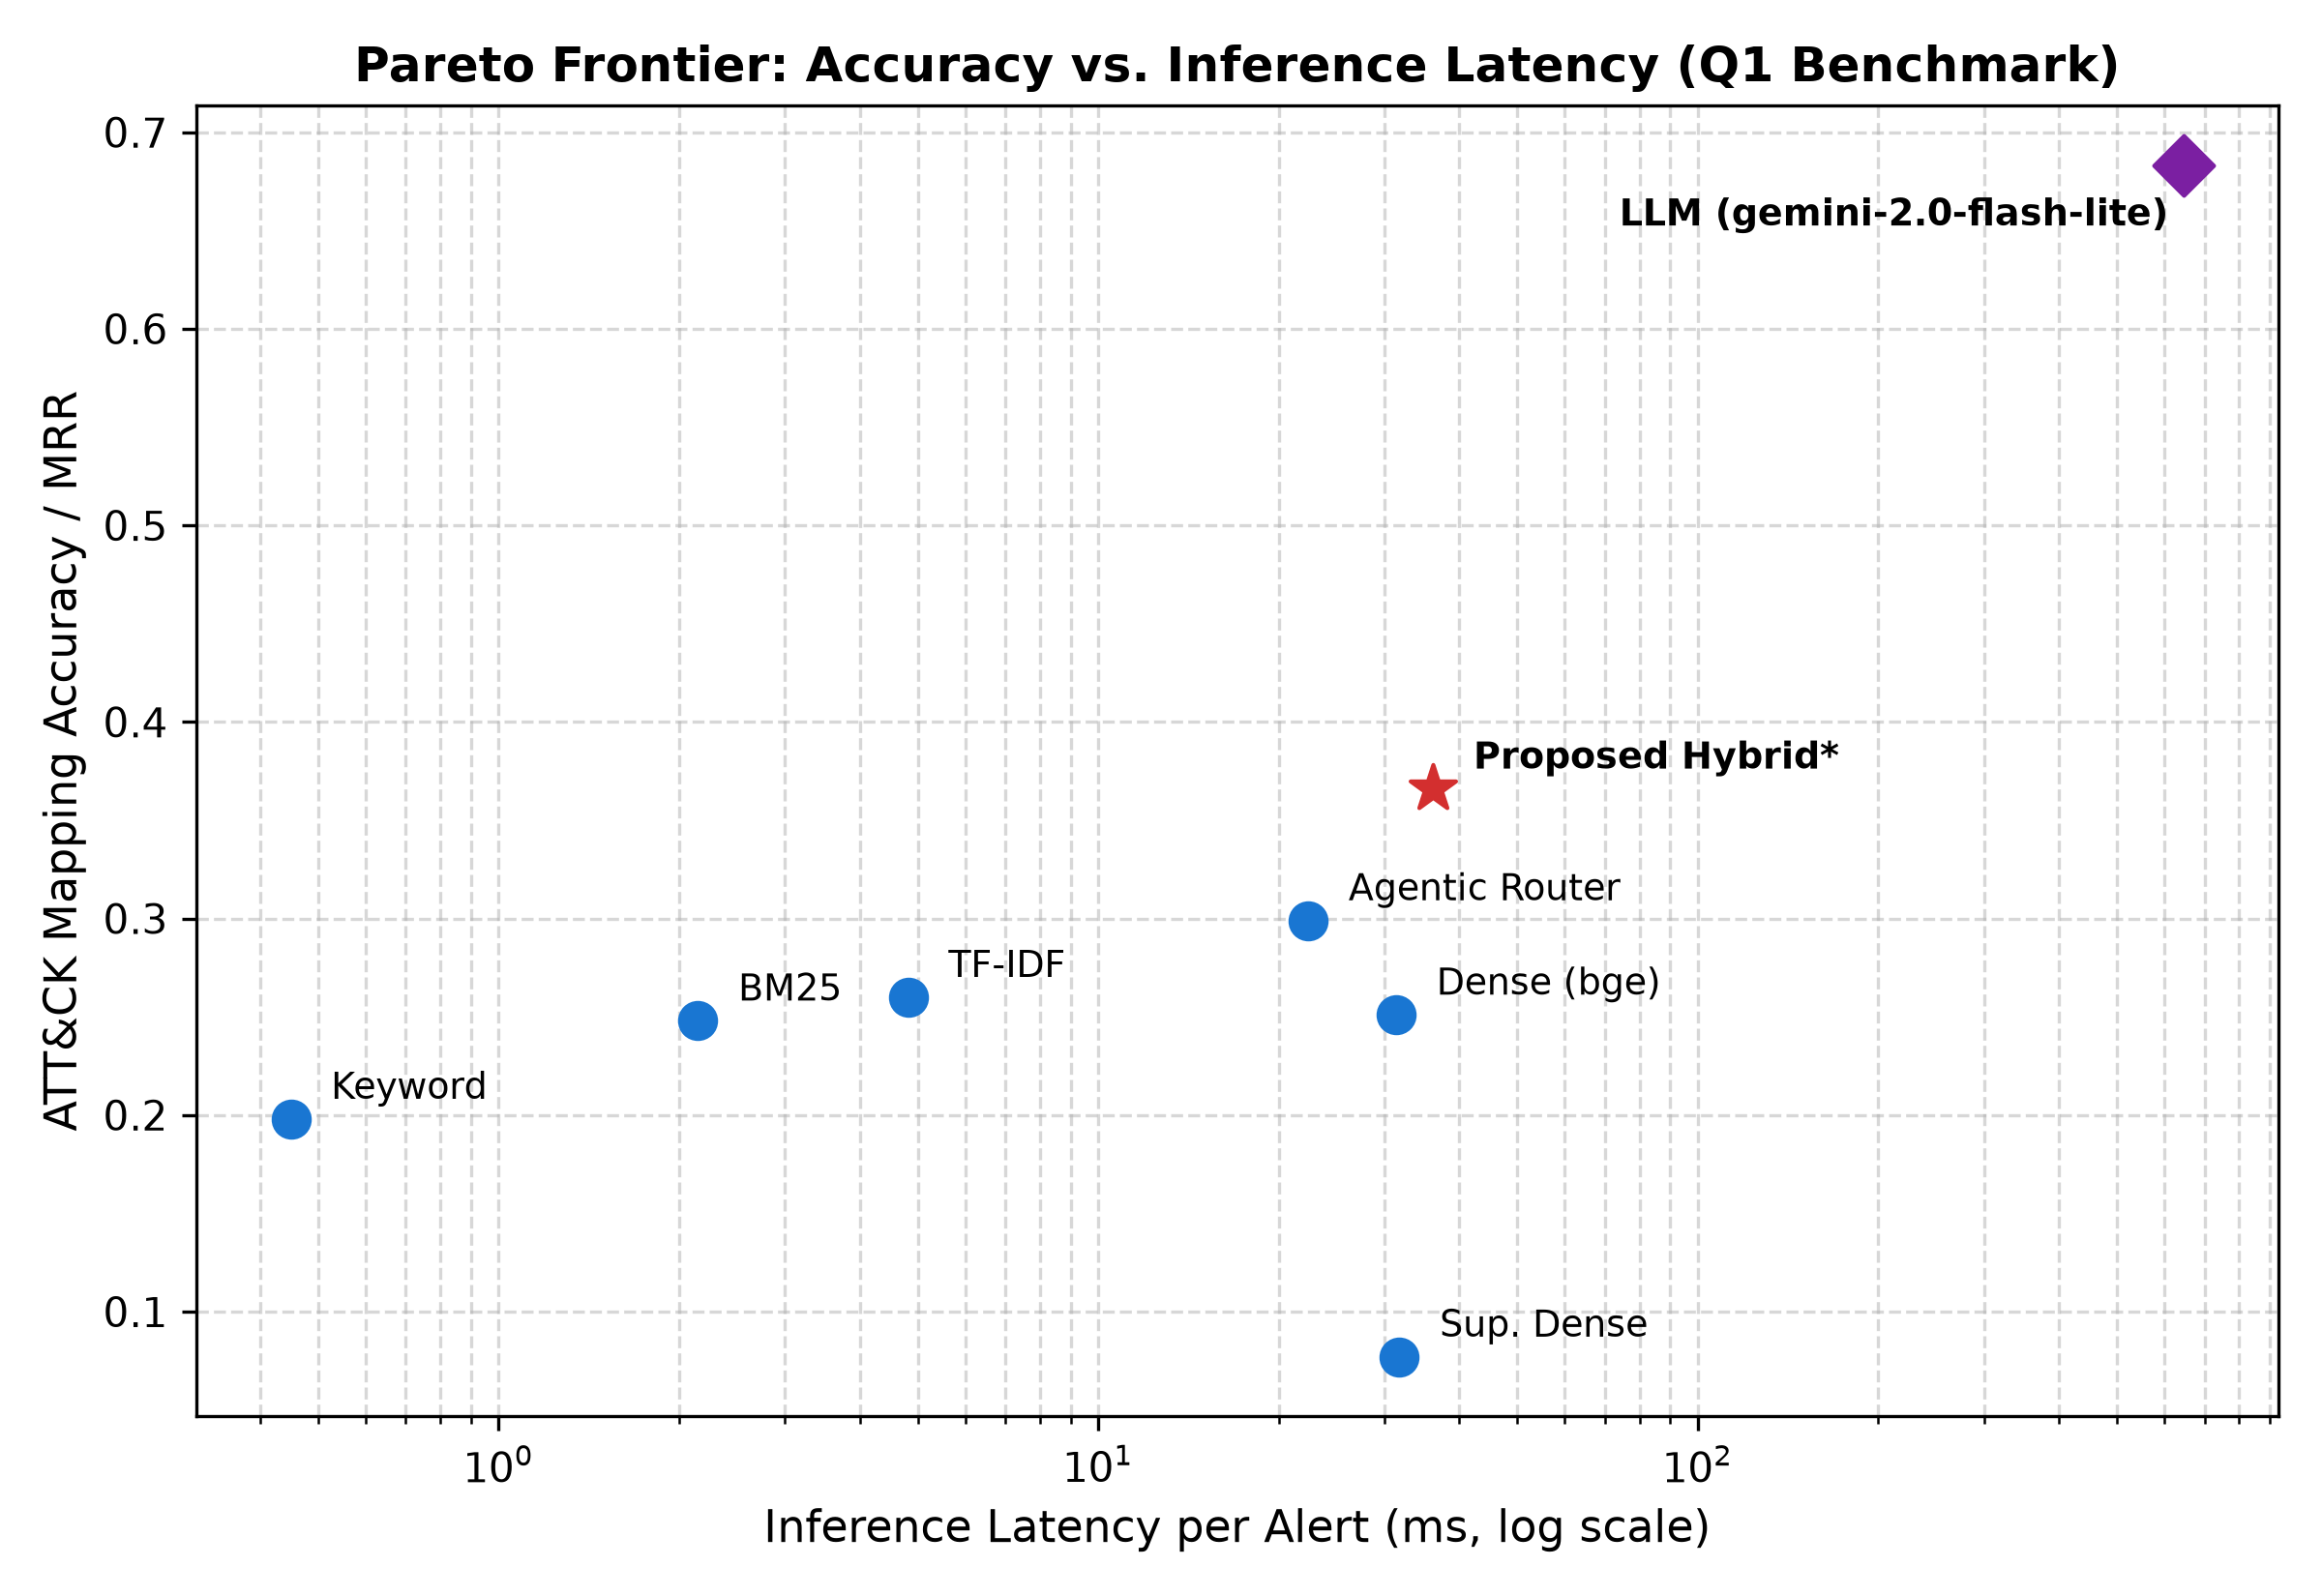 Pareto Frontier: Accuracy vs. Inference Latency (Q1 Benchmark)
ATT&CK Mapping Accuracy / MRR
0.7
0.6
0.5
0.4
0.3
0.2
0.1
LLM (gemini-2.0-flash-lite)
Proposed Hybrid*
Agentic Router
TF-IDF
Dense (bge)
BM25
Keyword
Sup. Dense
10⁰
10¹
10²
Inference Latency per Alert (ms, log scale)